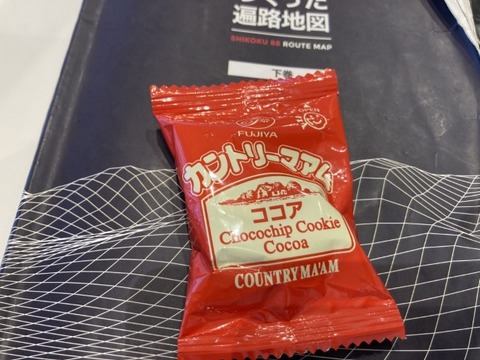 遍路地図
SHIKOKU 88 ROUTE MAP
下巻
OPEN
FUJIYA
カントリーマアム
ココア
Chocochip Cookie
Cocoa
COUNTRY MA'AM